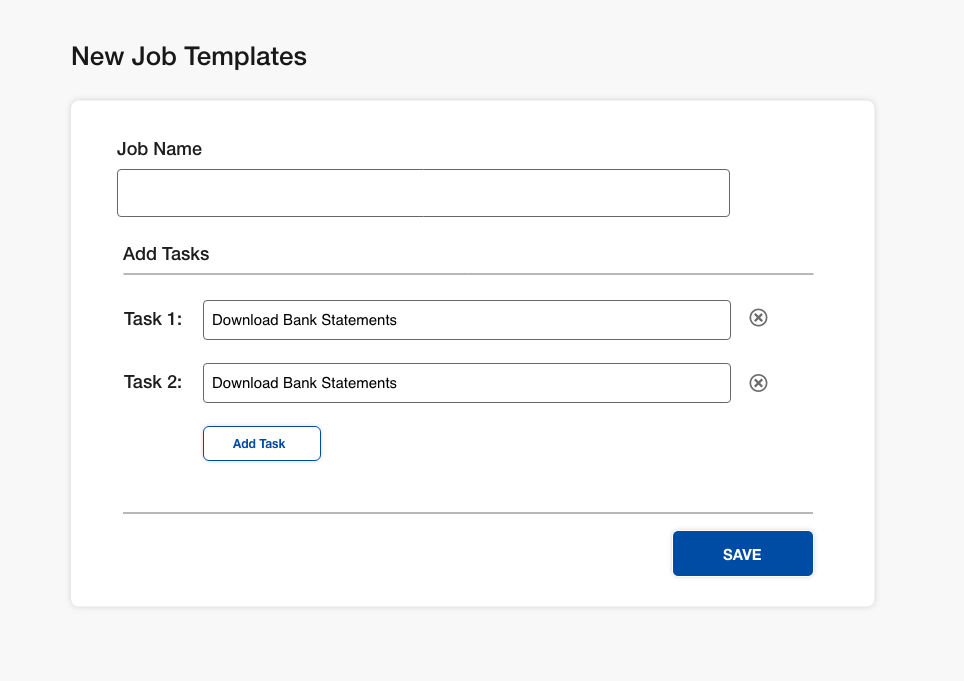 New Job Templates
Job Name
Add Tasks
Task 1: Download Bank Statements
Task 2: Download Bank Statements
Add Task
SAVE